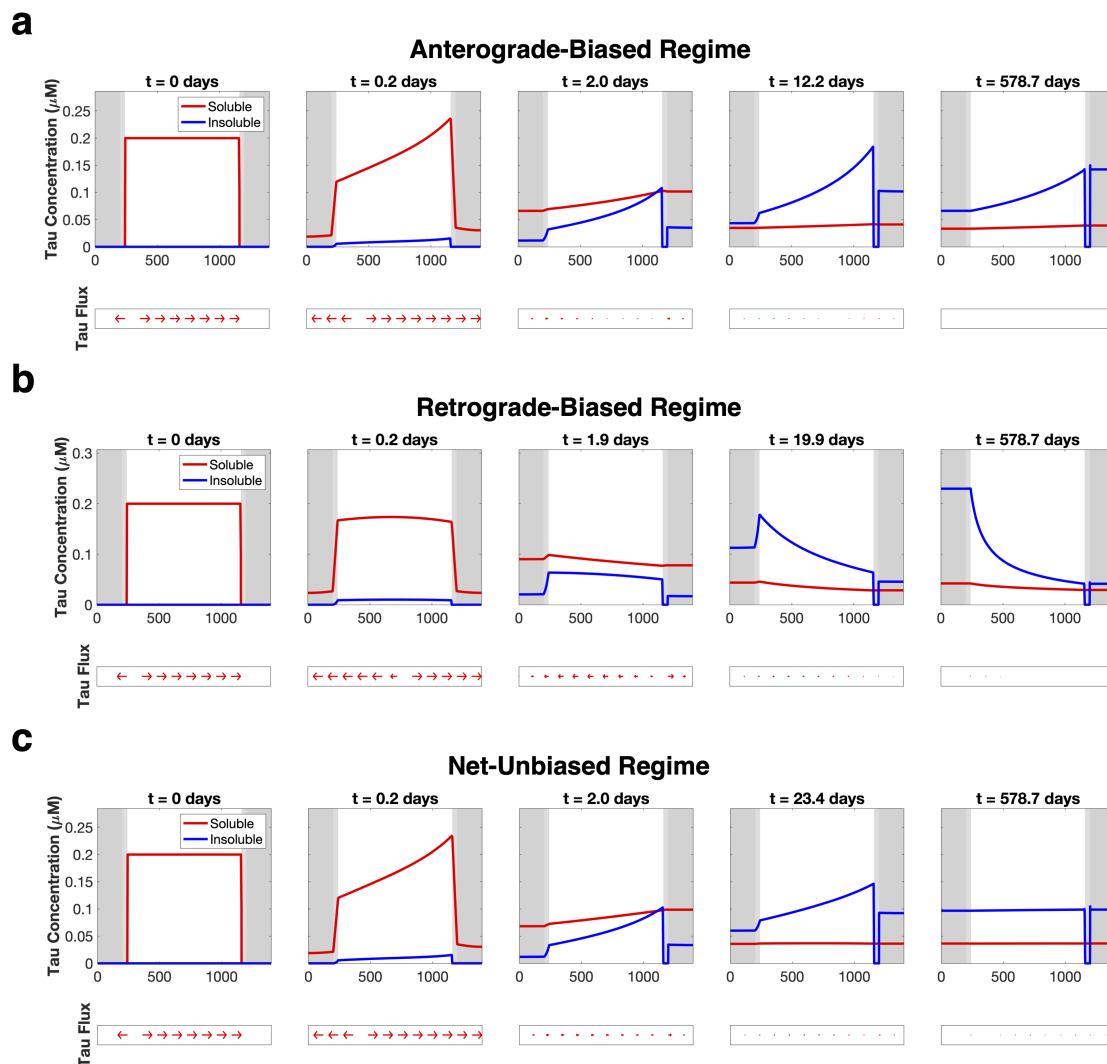 a
Anterograde-Biased Regime
t = 0 days
t = 0.2 days
t = 2.0 days
t = 12.2 days
t = 578.7 days
Tau Concentration (μM)
0.25
0.2
0.15
0.1
0.05
0
Soluble
Insoluble
0 500 1000
0 500 1000
0 500 1000
0 500 1000
0 500 1000
Tau Flux
b
Retrograde-Biased Regime
t = 0 days
t = 0.2 days
t = 1.9 days
t = 19.9 days
t = 578.7 days
Tau Concentration (μM)
0.3
0.2
0.1
0
Soluble
Insoluble
0 500 1000
0 500 1000
0 500 1000
0 500 1000
0 500 1000
Tau Flux
c
Net-Unbiased Regime
t = 0 days
t = 0.2 days
t = 2.0 days
t = 23.4 days
t = 578.7 days
Tau Concentration (μM)
0.25
0.2
0.15
0.1
0.05
0
Soluble
Insoluble
0 500 1000
0 500 1000
0 500 1000
0 500 1000
0 500 1000
Tau Flux